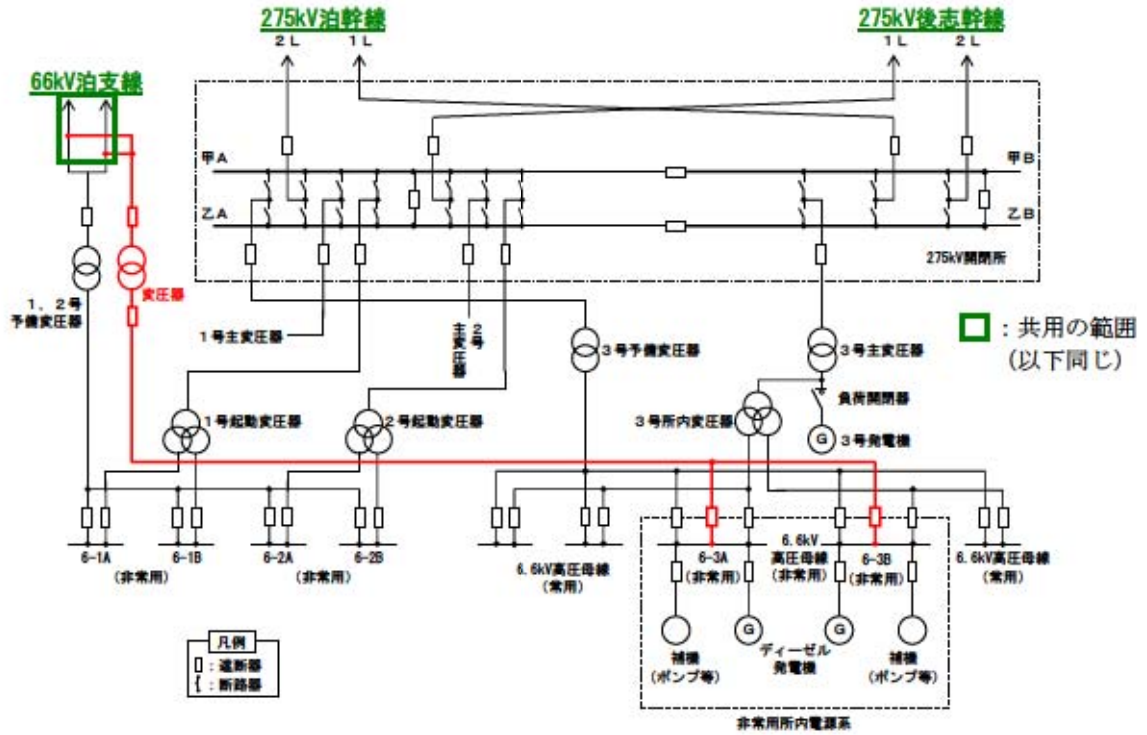 275kV泊幹線
2L
1L
275kV後志幹線
1L
2L
66kV泊支線
甲A
甲B
乙A
乙B
275kV開閉所
1,2号
予備変圧器
変圧器
1号主変圧器
2号
主変圧器
3号予備変圧器
3号主変圧器
:共用の範囲
(以下同じ)
負荷開閉器
1号起動変圧器
2号起動変圧器
3号所内変圧器
G
3号発電機
6-1A
6-1B
(非常用)
6-2A
6-2B
(非常用)
6.6kV高圧母線
(常用)
6-3A
(非常用)
6.6kV
高圧母線
(非常用)
6-3B
(非常用)
6.6kV高圧母線
(常用)
G
G
補機
(ポンプ等)
ディーゼル
発電機
補機
(ポンプ等)
凡例
:遮断器
:断路器
非常用所内電源系